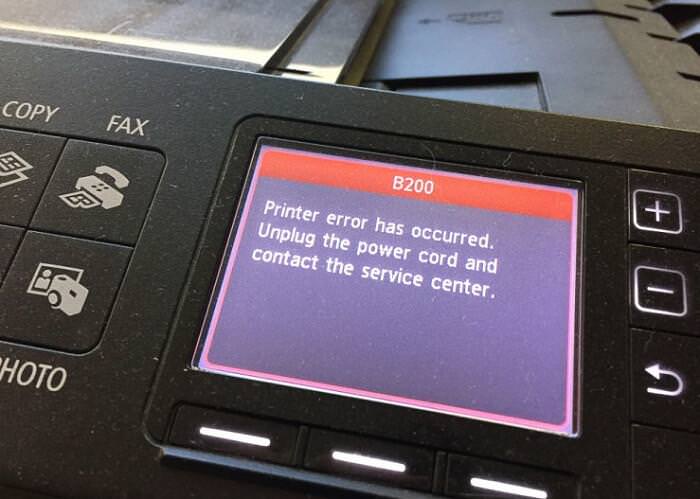 COPY
FAX
B200
Printer error has occurred.
Unplug the power cord and
contact the service center.
HOTO